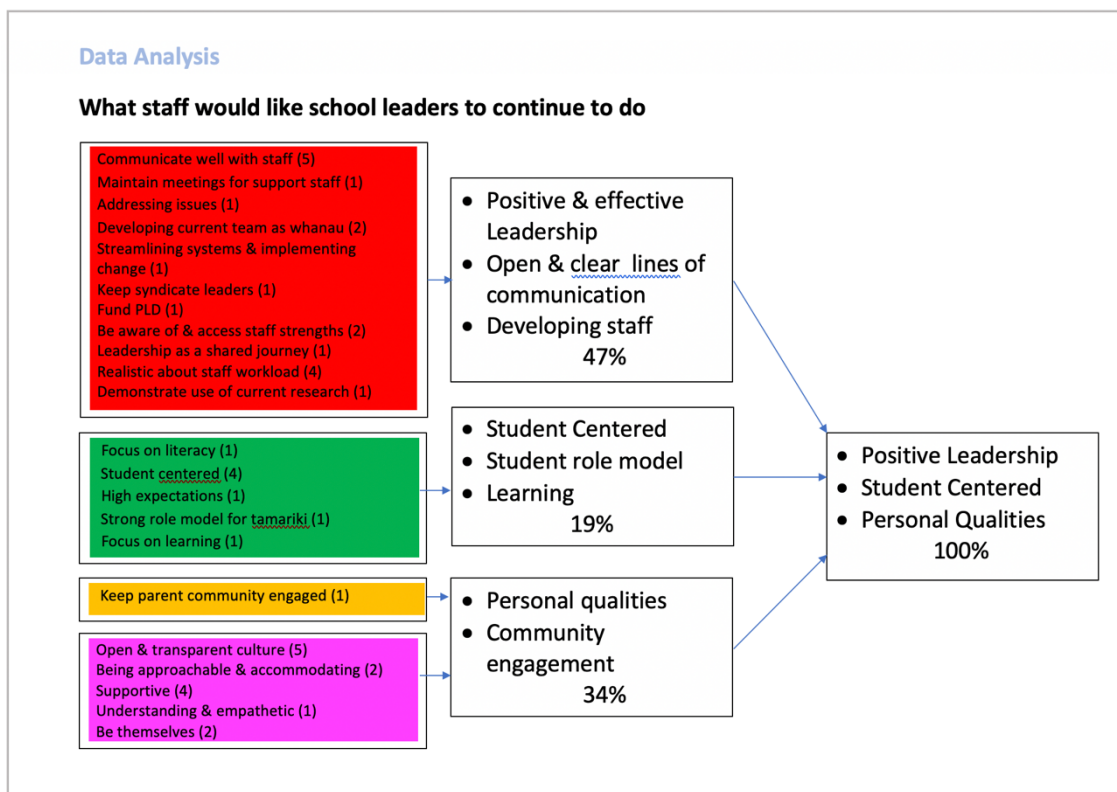 Data Analysis
What staff would like school leaders to continue to do
Communicate well with staff (5)
Maintain meetings for support staff (1)
Addressing issues (1)
Developing current team as whanau (2)
Streamlining systems & implementing
change (1)
Keep syndicate leaders (1)
Fund PLD (1)
Be aware of & access staff strengths (2)
Leadership as a shared journey (1)
Realistic about staff workload (4)
Demonstrate use of current research (1)
Focus on literacy (1)
Student centered (4)
High expectations (1)
Strong role model for tamariki (1)
Focus on learning (1)
Keep parent community engaged (1)
Open & transparent culture (5)
Being approachable & accommodating (2)
Supportive (4)
Understanding & empathetic (1)
Be themselves (2)
• Positive & effective
Leadership
• Open & clear lines of
communication
• Developing staff
47%
• Student Centered
• Student role model
• Learning
19%
• Personal qualities
• Community
engagement
34%
• Positive Leadership
• Student Centered
• Personal Qualities
100%